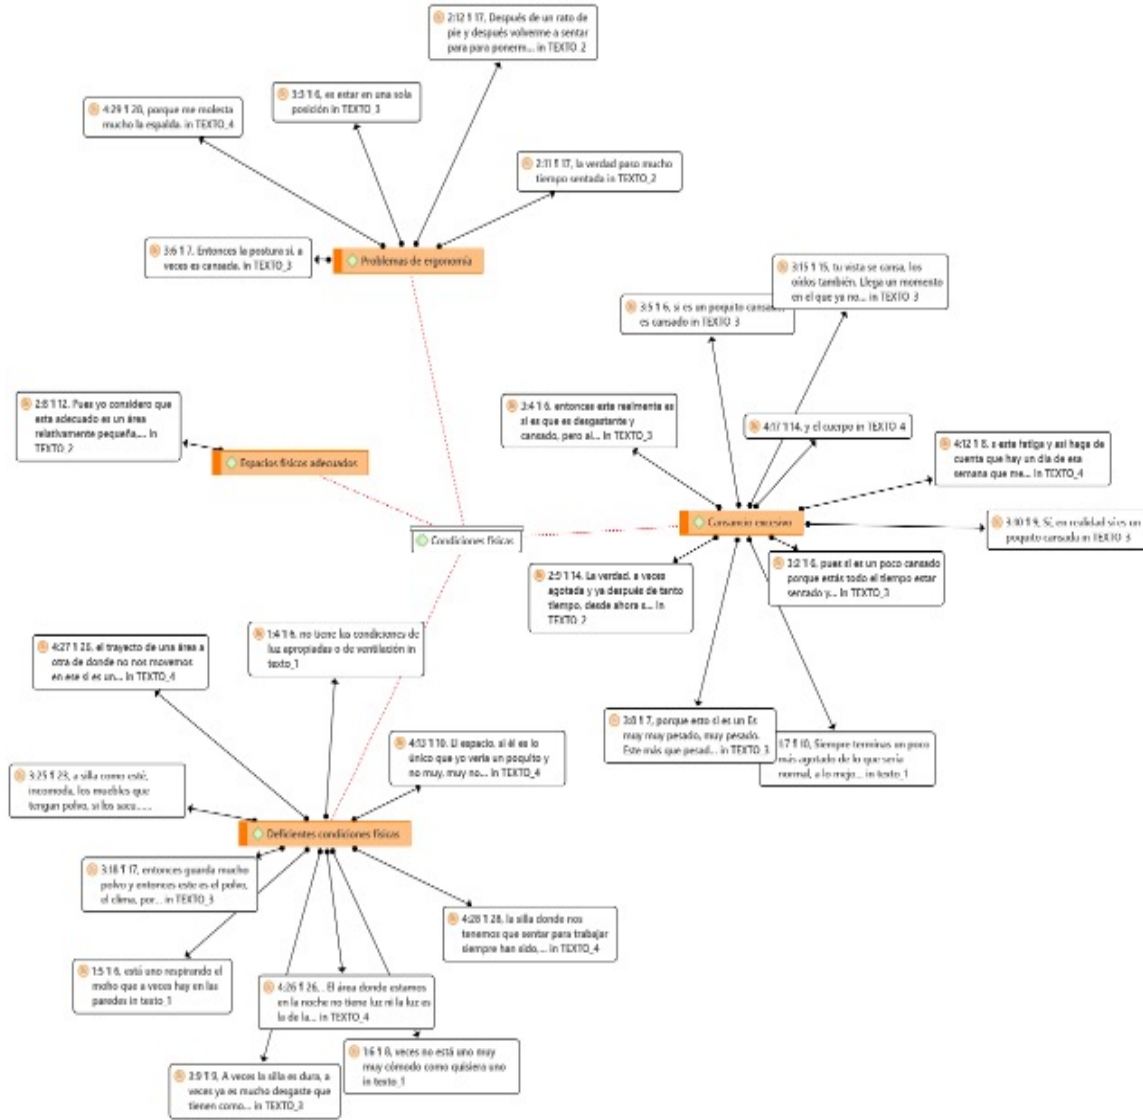 2:12 ¶ 17, Después de un rato de
pie y después volverme a sentar
para para ponerm... in TEXTO_2
3:3 ¶ 6, es estar en una sola
posición in TEXTO_3
4:29 ¶ 28, porque me molesta
mucho la espalda. in TEXTO_4
2:11 ¶ 17, la verdad paso mucho
tiempo sentada in TEXTO_2
3:6 ¶ 7, Entonces la postura si, a
veces es cansada. in TEXTO_3
Problemas de ergonomía
3:15 ¶ 15, tu vista se cansa, los
oídos también. Llega un momento
en el que ya no... in TEXTO_3
3:5 ¶ 6, si es un poquito cansado,
es cansado in TEXTO_3
2:8 ¶ 12, Pues yo considero que
esta adecuado es un área
relativamente pequeña,... in
TEXTO_2
Espacios físicos adecuados
3:4 ¶ 6, entonces este realmente es
si es que es desgastante y
cansado, pero al... in TEXTO_3
4:17 ¶ 14, y el cuerpo in TEXTO_4
4:12 ¶ 8, s este fatiga y así haga de
cuenta que hay un día de esa
semana que me... in TEXTO_4
Cansancio excesivo
3:10 ¶ 9, Sí, en realidad si es un
poquito cansada in TEXTO_3
Condiciones físicas
2:9 ¶ 14, La verdad, a veces
agotada y ya después de tanto
tiempo, desde ahora s... in
TEXTO_2
3:2 ¶ 6, pues si es un poco cansado
porque estás todo el tiempo estar
sentado y... in TEXTO_3
1:4 ¶ 6, no tiene las condiciones de
luz apropiadas o de ventilación in
texto_1
4:27 ¶ 26, el trayecto de una área a
otra de donde no nos movemos
en ese si es un... in TEXTO_4
3:8 ¶ 7, porque esto si es un Es
muy muy pesado, muy pesado.
Este más que pesad... in TEXTO_3
1:7 ¶ 10, Siempre terminas un poco
más agotado de lo que sería
normal, a lo mejo... in texto_1
4:13 ¶ 10, El espacio, si él es lo
único que yo vería un poquito y
no muy, muy no... in TEXTO_4
3:25 ¶ 23, a silla como esté,
incomoda, los muebles que
tengan polvo, si los sacu......
Deficientes condiciones físicas
3:18 ¶ 17, entonces guarda mucho
polvo y entonces este es el polvo,
el clima, por... in TEXTO_3
4:28 ¶ 28, la silla donde nos
tenemos que sentar para trabajar
siempre han sido,... in TEXTO_4
1:5 ¶ 6, está uno respirando el
moho que a veces hay en las
paredes in texto_1
4:26 ¶ 26, . El área donde estamos
en la noche no tiene luz ni la luz es
la de la... in TEXTO_4
1:6 ¶ 8, veces no está uno muy
muy cómodo como quisiera uno
in texto_1
3:9 ¶ 9, A veces la silla es dura, a
veces ya es mucho desgaste que
tienen como... in TEXTO_3